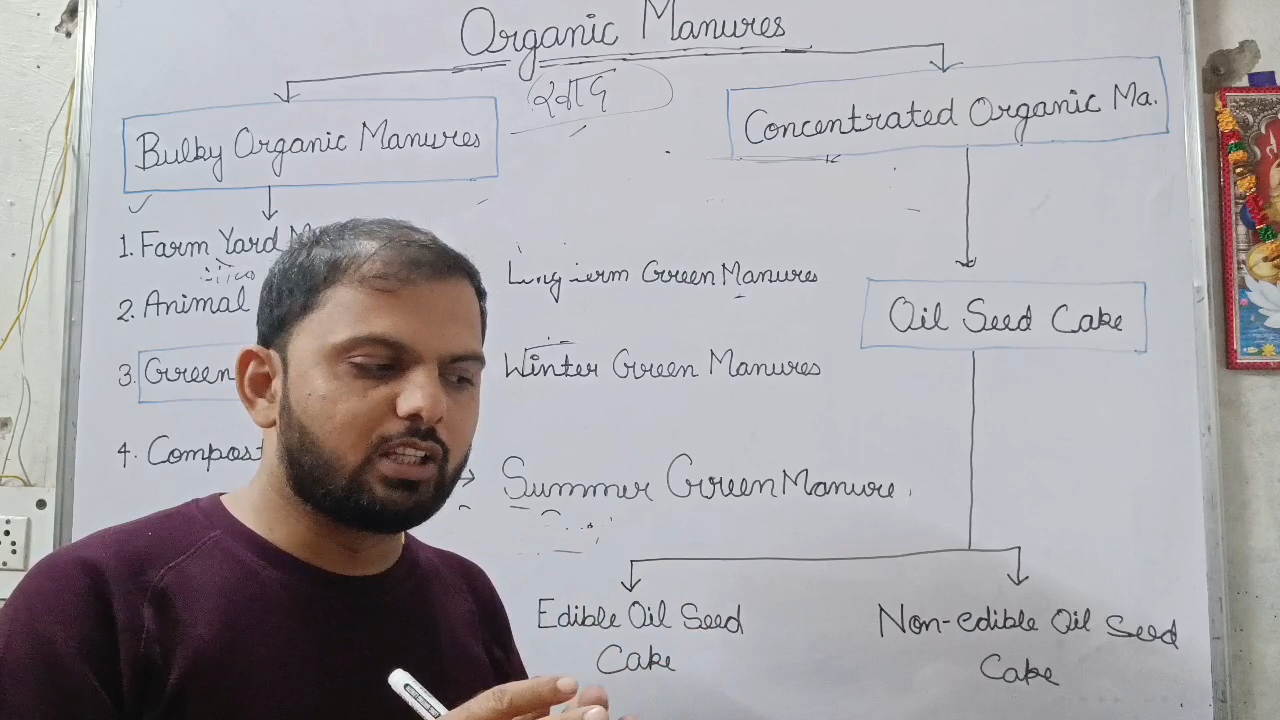 Organic Manures
खाद
Bulky Organic Manures
Concentrated Organic Ma.
1. Farm Yard
2. Animal
3. Green
4. Compost
Long term Green Manures
Winter Green Manures
Summer Green Manure.
Oil Seed Cake
Edible Oil Seed
Cake
Non-edible Oil Seed
Cake